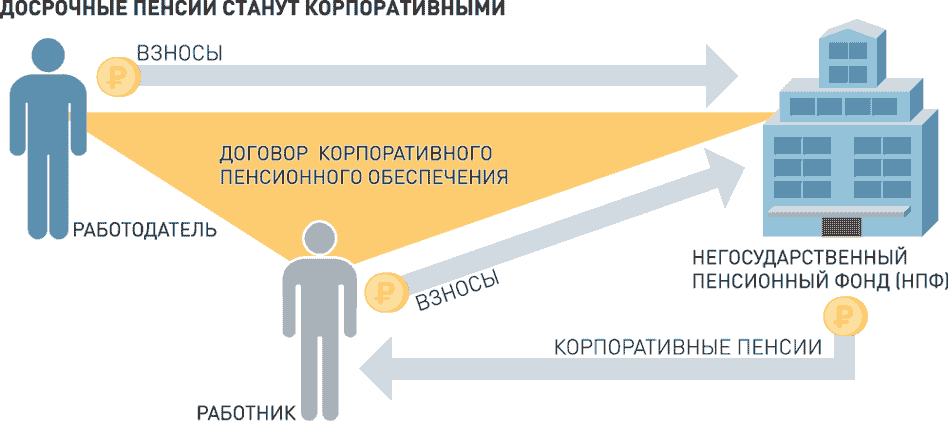 ДОСРОЧНЫЕ ПЕНСИИ СТАНУТ КОРПОРАТИВНЫМИ
ВЗНОСЫ
ДОГОВОР КОРПОРАТИВНОГО
ПЕНСИОННОГО ОБЕСПЕЧЕНИЯ
РАБОТОДАТЕЛЬ
НЕГОСУДАРСТВЕННЫЙ
ПЕНСИОННЫЙ ФОНД (НПФ)
ВЗНОСЫ
КОРПОРАТИВНЫЕ ПЕНСИИ
РАБОТНИК